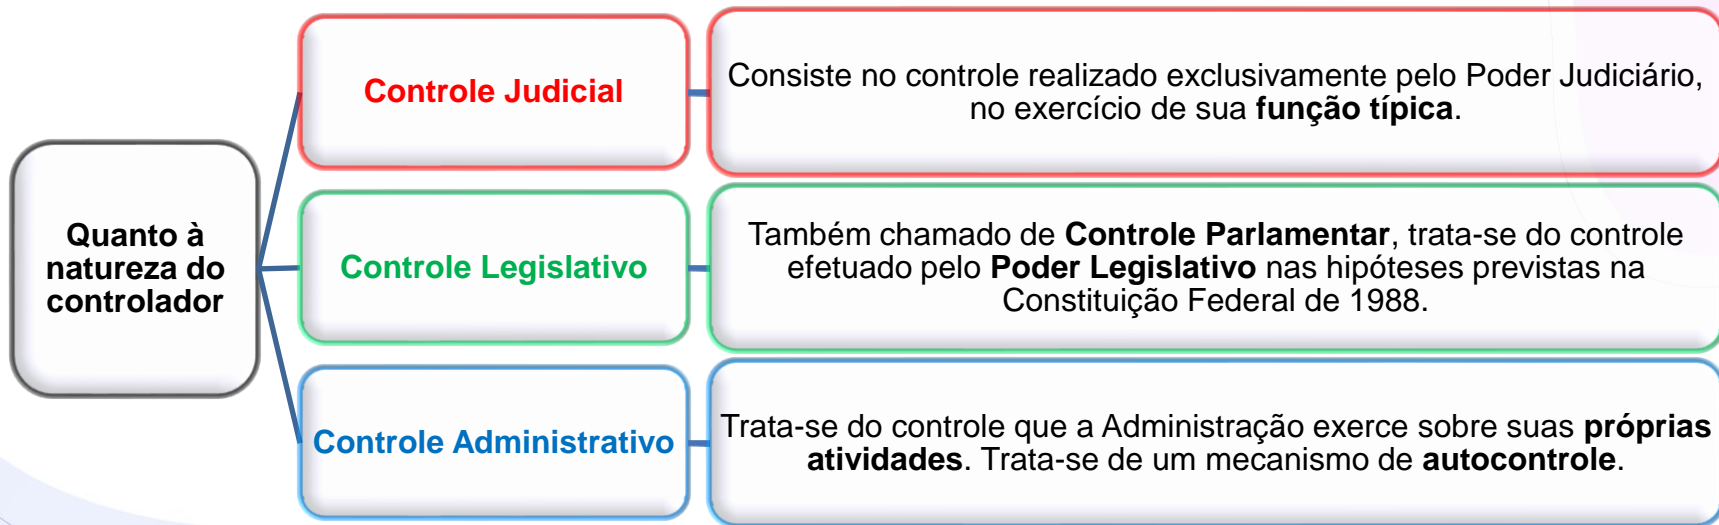 Quanto à
natureza do
controlador
Controle Judicial
Consiste no controle realizado exclusivamente pelo Poder Judiciário,
no exercício de sua função típica.
Controle Legislativo
Também chamado de Controle Parlamentar, trata-se do controle
efetuado pelo Poder Legislativo nas hipóteses previstas na
Constituição Federal de 1988.
Controle Administrativo
Trata-se do controle que a Administração exerce sobre suas próprias
atividades. Trata-se de um mecanismo de autocontrole.